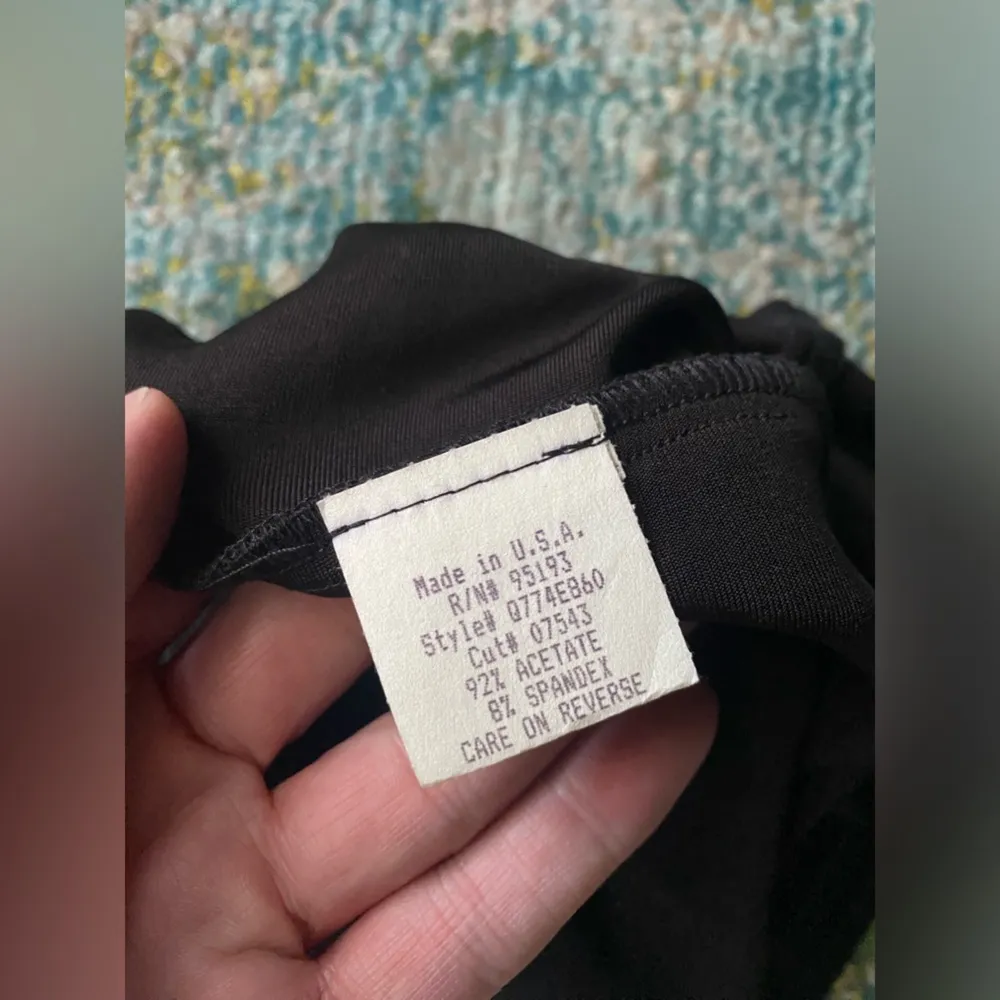 Made in U.S.A.
R/N# 95193
Style# Q774E860
Cut# 07543
92% ACETATE
8% SPANDEX
CARE ON REVERSE